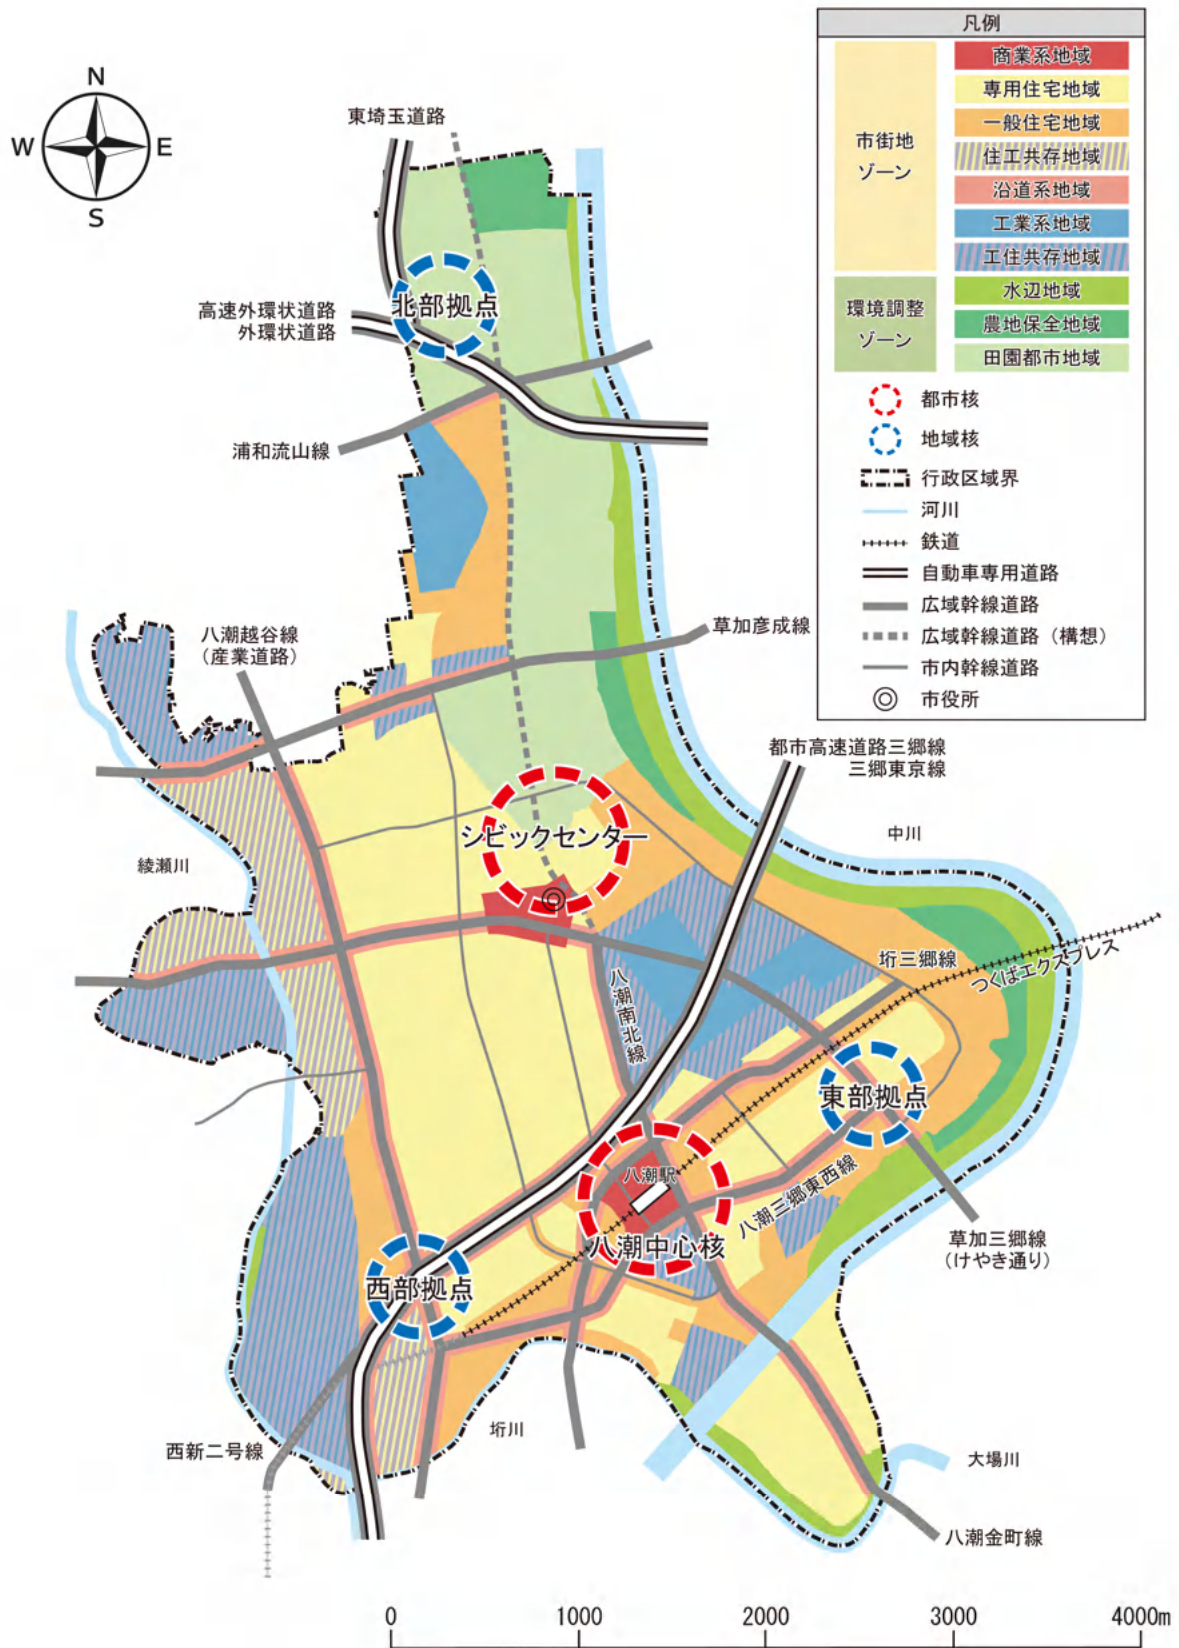 凡例
市街地
ゾーン
商業系地域
専用住宅地域
一般住宅地域
住工共存地域
沿道系地域
工業系地域
工住共存地域
環境調整
ゾーン
水辺地域
農地保全地域
田園都市地域
都市核
地域核
行政区域界
河川
鉄道
自動車専用道路
広域幹線道路
広域幹線道路（構想）
市内幹線道路
市役所
N
W
E
S
東埼玉道路
北部拠点
高速外環状道路
外環状道路
浦和流山線
八潮越谷線
（産業道路）
草加彦成線
都市高速道路三郷線
三郷東京線
シビックセンター
中川
綾瀬川
八潮南北線
垳三郷線
つくばエクスプレス
東部拠点
八潮駅
八潮中心核
八潮三郷東西線
草加三郷線
（けやき通り）
西部拠点
垳川
西新二号線
大場川
八潮金町線
0
1000
2000
3000
4000m